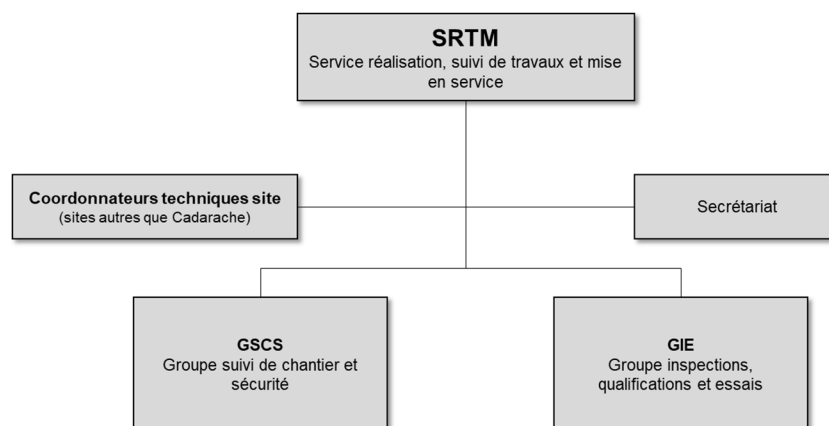 SRTM
Service réalisation, suivi de travaux et mise
en service
Coordonnateurs techniques site
(sites autres que Cadarache)
Secrétariat
GSCS
Groupe suivi de chantier et
sécurité
GIE
Groupe inspections,
qualifications et essais